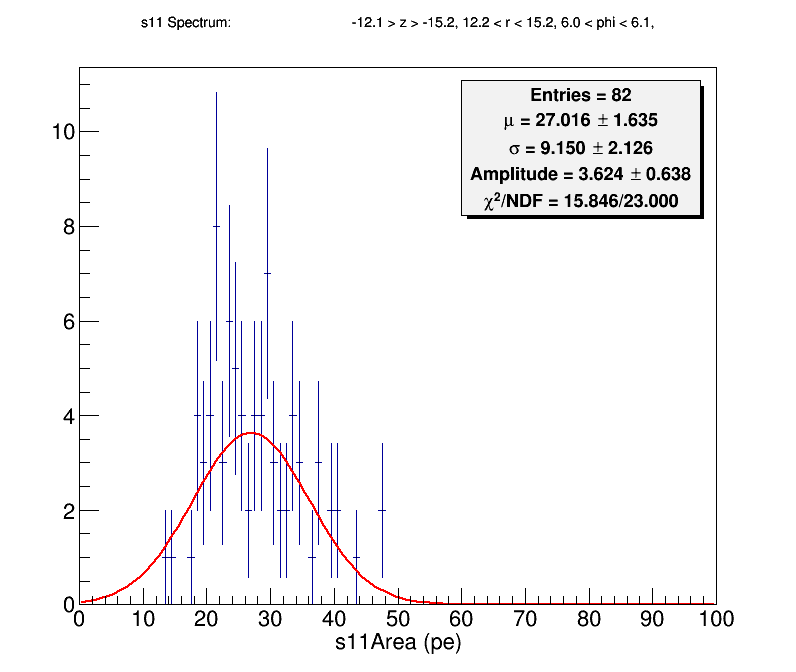 s11 Spectrum: -12.1 > z > -15.2, 12.2 < r < 15.2, 6.0 < phi < 6.1,
Entries = 82
μ = 27.016 ± 1.635
σ = 9.150 ± 2.126
Amplitude = 3.624 ± 0.638
χ²/NDF = 15.846/23.000
10
8
6
4
2
0
0 10 20 30 40 50 60 70 80 90 100
s11Area (pe)